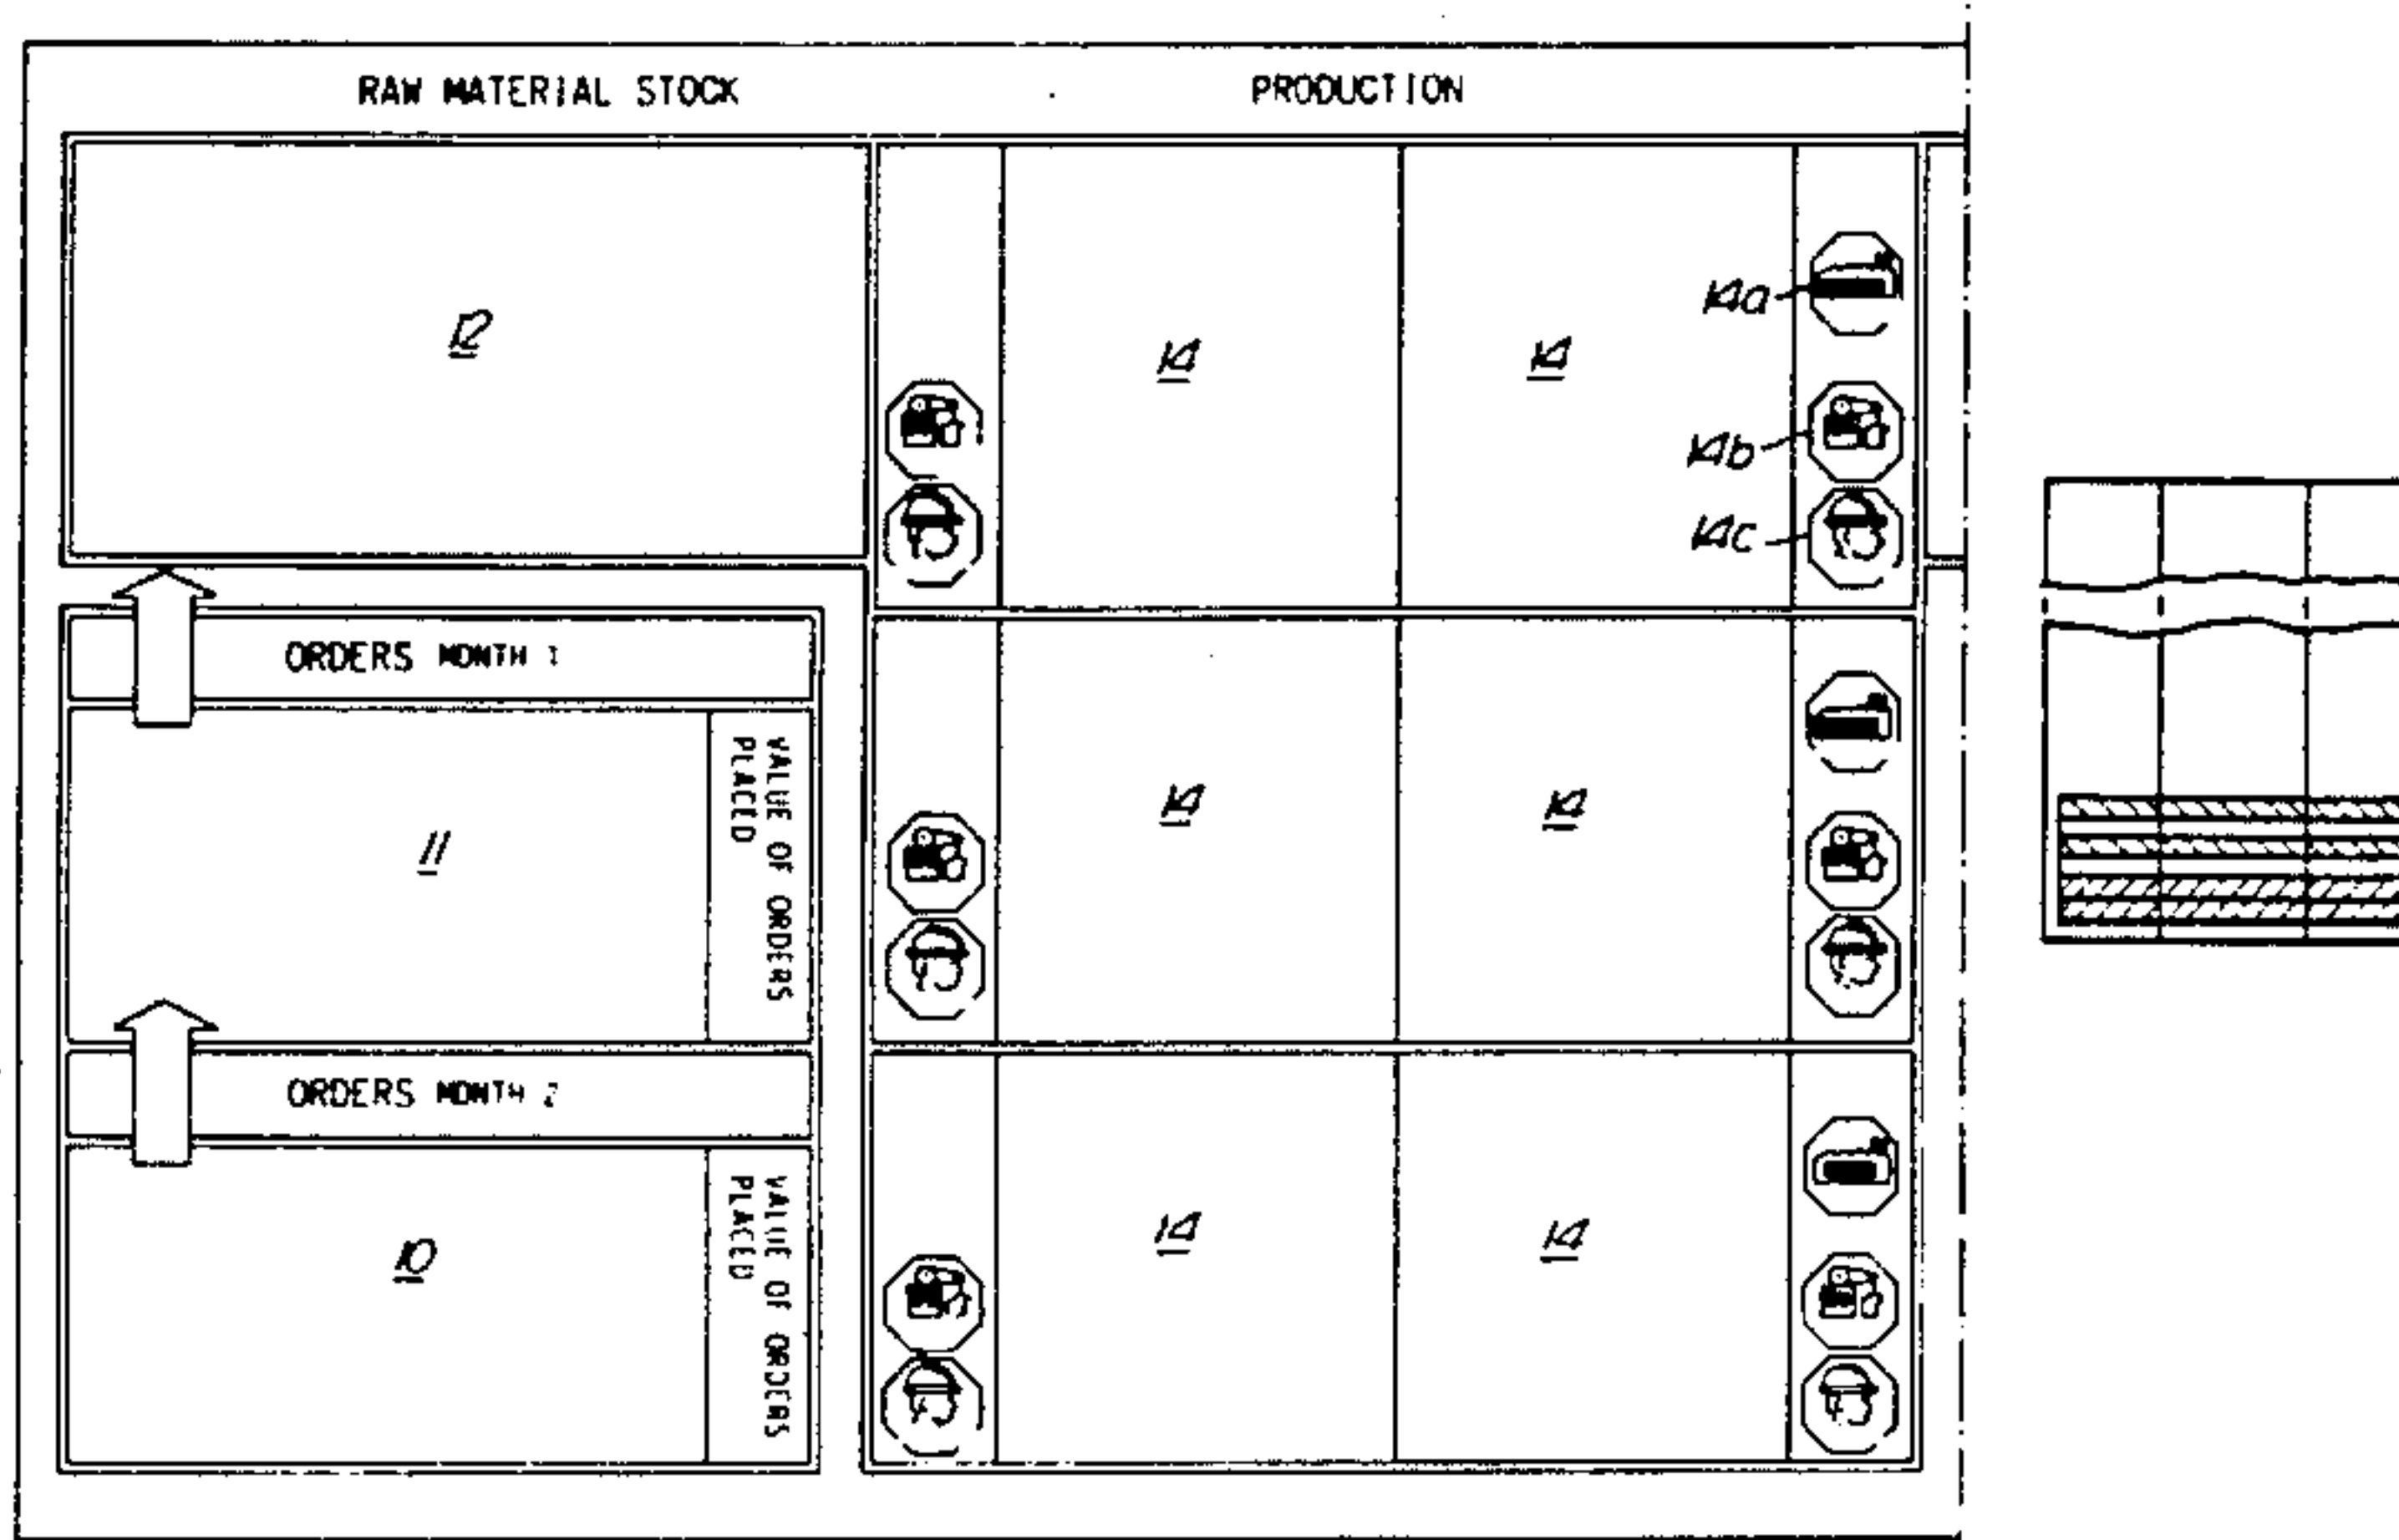 RAW MATERIAL STOCK
PRODUCTION
12
14
14
14a
14b
14c
ORDERS MONTH 1
11
VALUE OF ORDERS
PLACED
14
14
ORDERS MONTH 2
10
VALUE OF ORDERS
PLACED
14
14